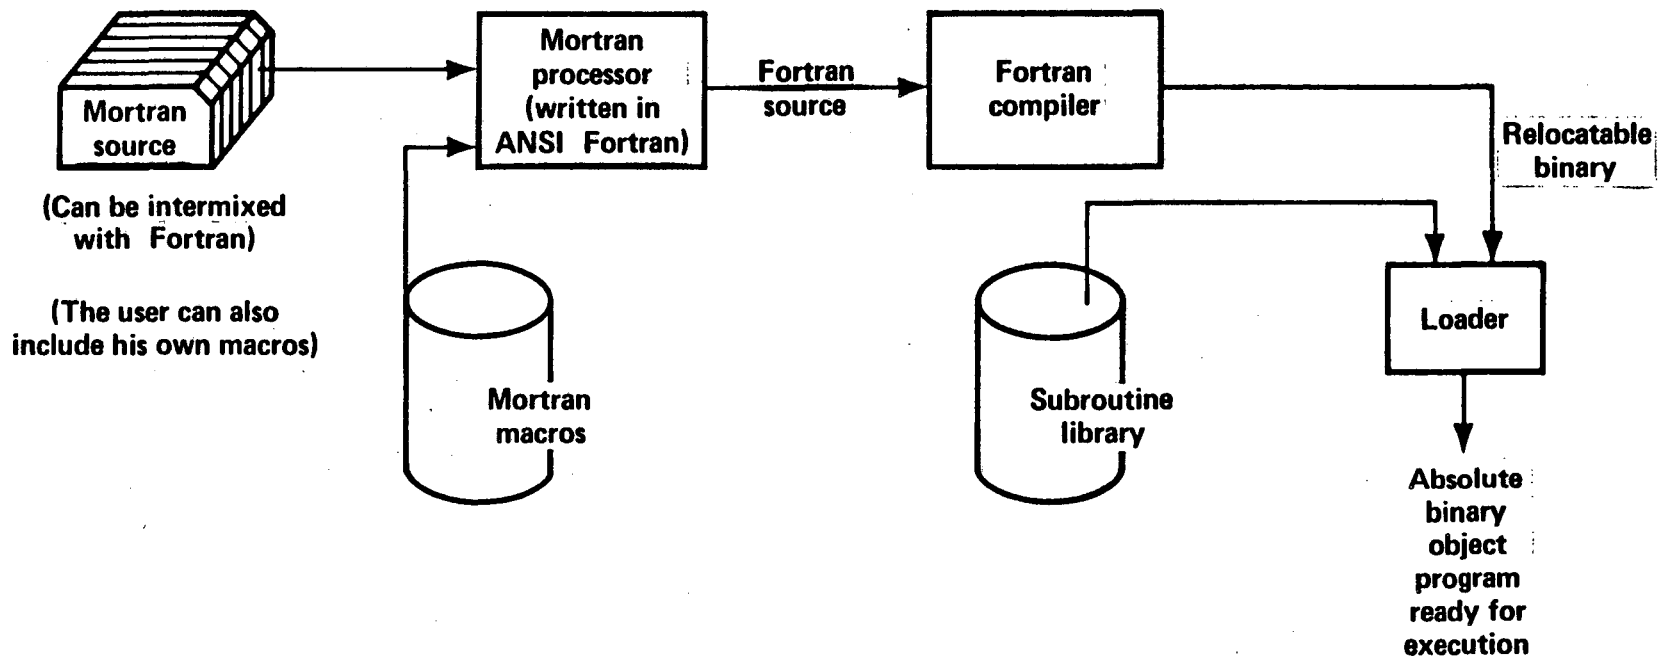 Mortran
source
(Can be intermixed
with Fortran)
(The user can also
include his own macros)
Mortran
processor
(written in
ANSI Fortran)
Mortran
macros
Fortran
source
Fortran
compiler
Subroutine
library
Relocatable
binary
Loader
Absolute
binary
object
program
ready for
execution